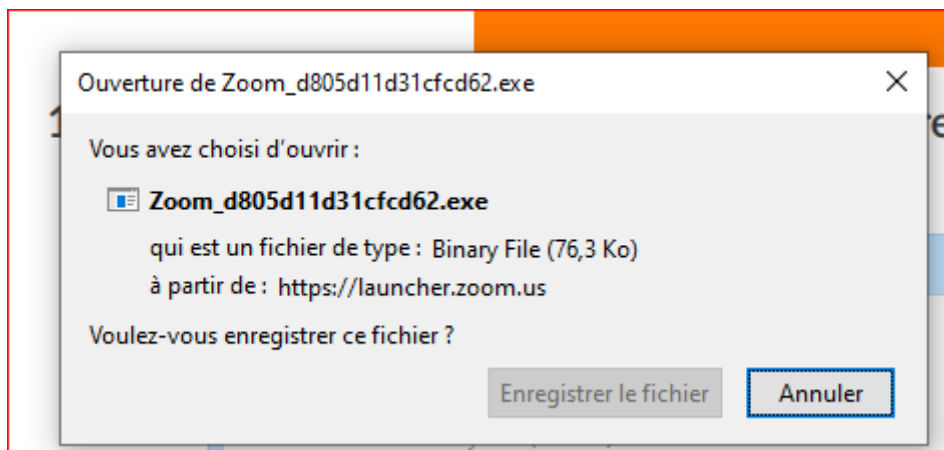 Ouverture de Zoom_d805d11d31cfcd62.exe
Vous avez choisi d'ouvrir :
Zoom_d805d11d31cfcd62.exe
qui est un fichier de type : Binary File (76,3 Ko)
à partir de : https://launcher.zoom.us
Voulez-vous enregistrer ce fichier ?
Enregistrer le fichier Annuler